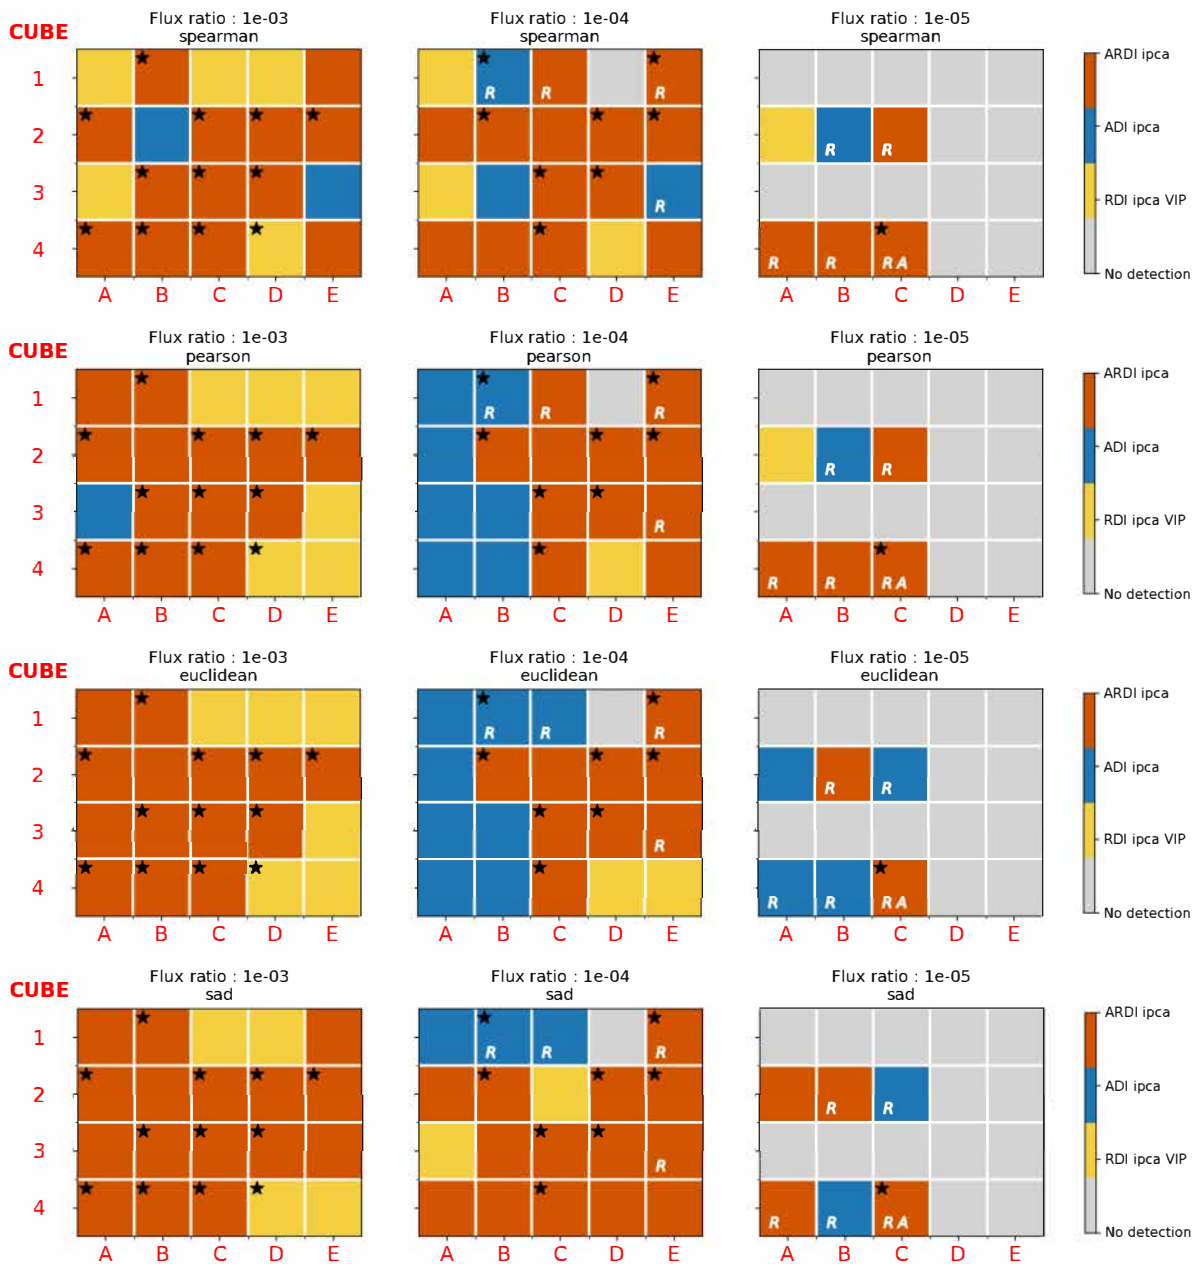 CUBE
Flux ratio : 1e-03
spearman
Flux ratio : 1e-04
spearman
Flux ratio : 1e-05
spearman
1
R R R
2
R R
3
R
4
R R R A
A B C D E
A B C D E
A B C D E
ARDI ipca
ADI ipca
RDI ipca VIP
No detection
CUBE
Flux ratio : 1e-03
pearson
Flux ratio : 1e-04
pearson
Flux ratio : 1e-05
pearson
1
R R R
2
R R
3
R
4
R R R A
A B C D E
A B C D E
A B C D E
ARDI ipca
ADI ipca
RDI ipca VIP
No detection
CUBE
Flux ratio : 1e-03
euclidean
Flux ratio : 1e-04
euclidean
Flux ratio : 1e-05
euclidean
1
R R R
2
R R
3
R
4
R R R A
A B C D E
A B C D E
A B C D E
ARDI ipca
ADI ipca
RDI ipca VIP
No detection
CUBE
Flux ratio : 1e-03
sad
Flux ratio : 1e-04
sad
Flux ratio : 1e-05
sad
1
R R R
2
R R
3
R
4
R R R A
A B C D E
A B C D E
A B C D E
ARDI ipca
ADI ipca
RDI ipca VIP
No detection